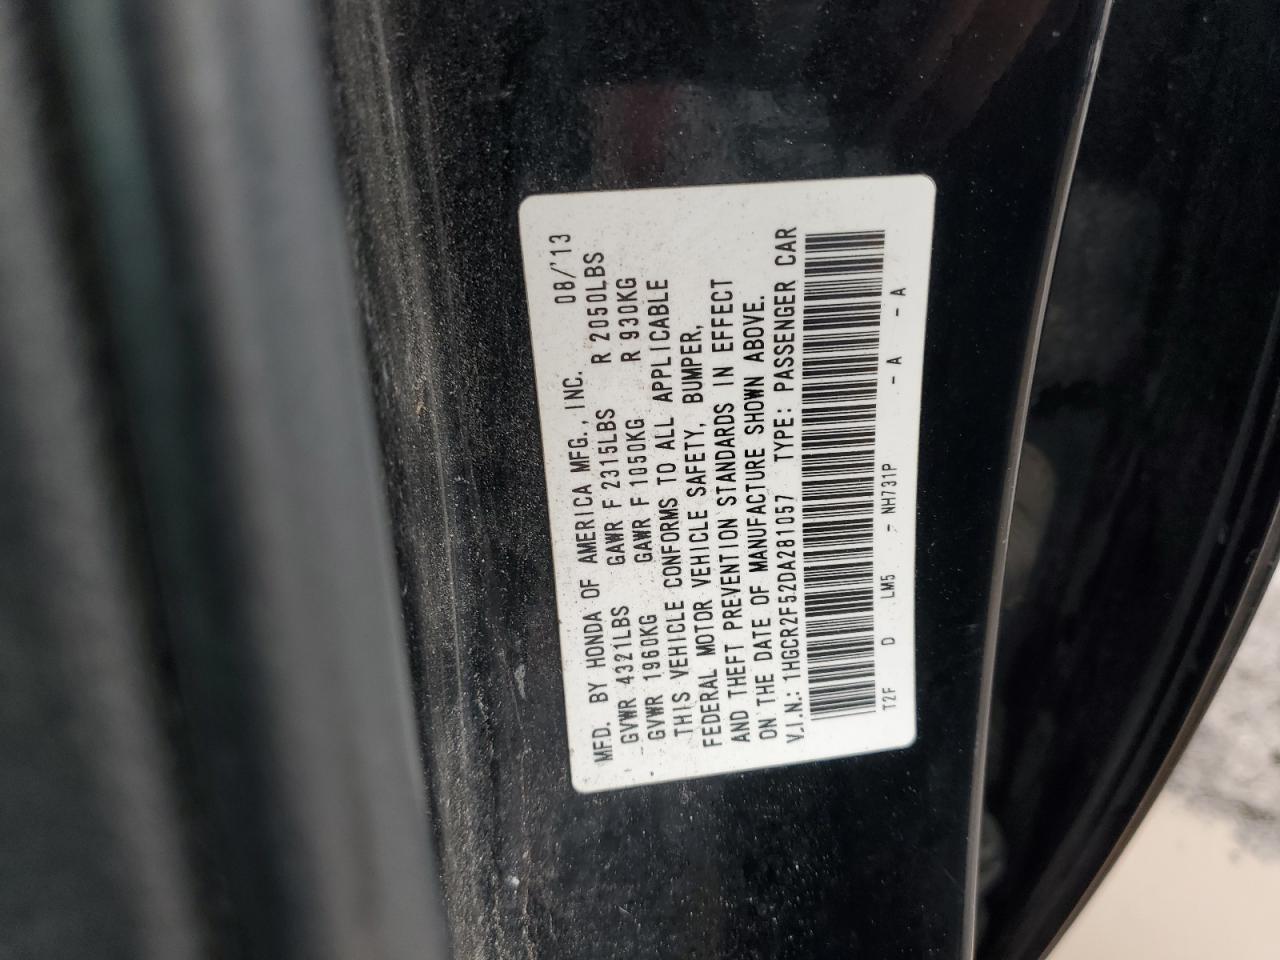 MFD. BY HONDA OF AMERICA MFG., INC. 08/'13
GVWR 4321LBS GAWR F 2315LBS R 2050LBS
GVWR 1960KG GAWR F 1050KG R 930KG
THIS VEHICLE CONFORMS TO ALL APPLICABLE
FEDERAL MOTOR VEHICLE SAFETY, BUMPER,
AND THEFT PREVENTION STANDARDS IN EFFECT
ON THE DATE OF MANUFACTURE SHOWN ABOVE.
V.I.N.: 1HGCR2F52DA281057 TYPE: PASSENGER CAR
T2F D LM5 - NH731P - A - A